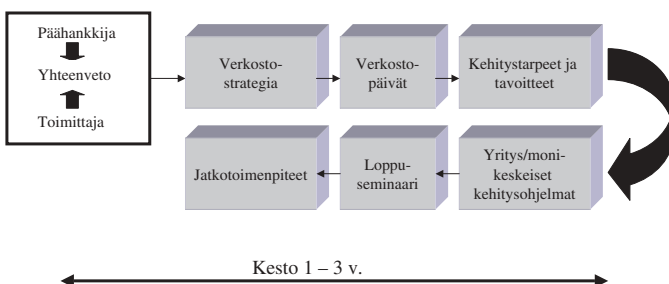 Päähankkija
Yhteenveto
Toimittaja
Verkosto-
strategia
Verkosto-
päivät
Kehitystarpeet ja
tavoitteet
Yritys/moni-
keskeiset
kehitysohjelmat
Loppu-
seminaari
Jatkotoimenpiteet
Kesto 1 – 3 v.